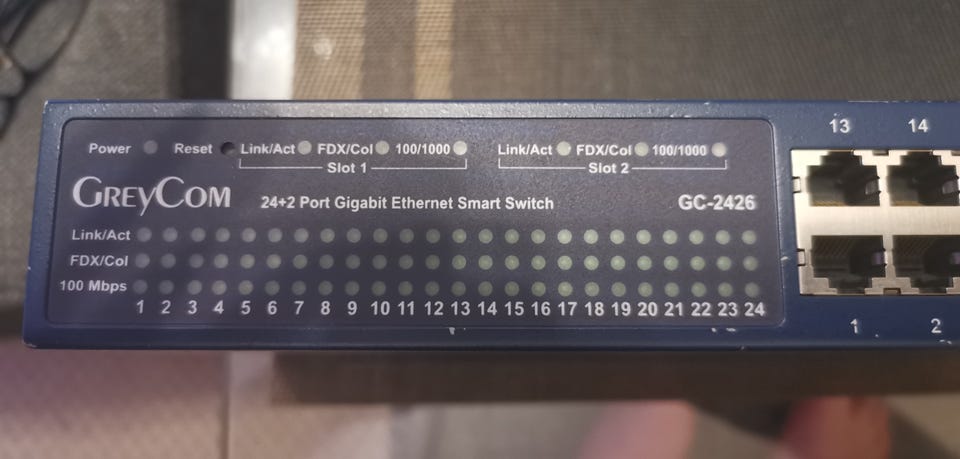 Power Reset Link/Act FDX/Col 100/1000 Link/Act FDX/Col 100/1000
Slot 1 Slot 2
GREYCOM 24+2 Port Gigabit Ethernet Smart Switch GC-2426
Link/Act
FDX/Col
100 Mbps
1 2 3 4 5 6 7 8 9 10 11 12 13 14 15 16 17 18 19 20 21 22 23 24
13 14
1 2